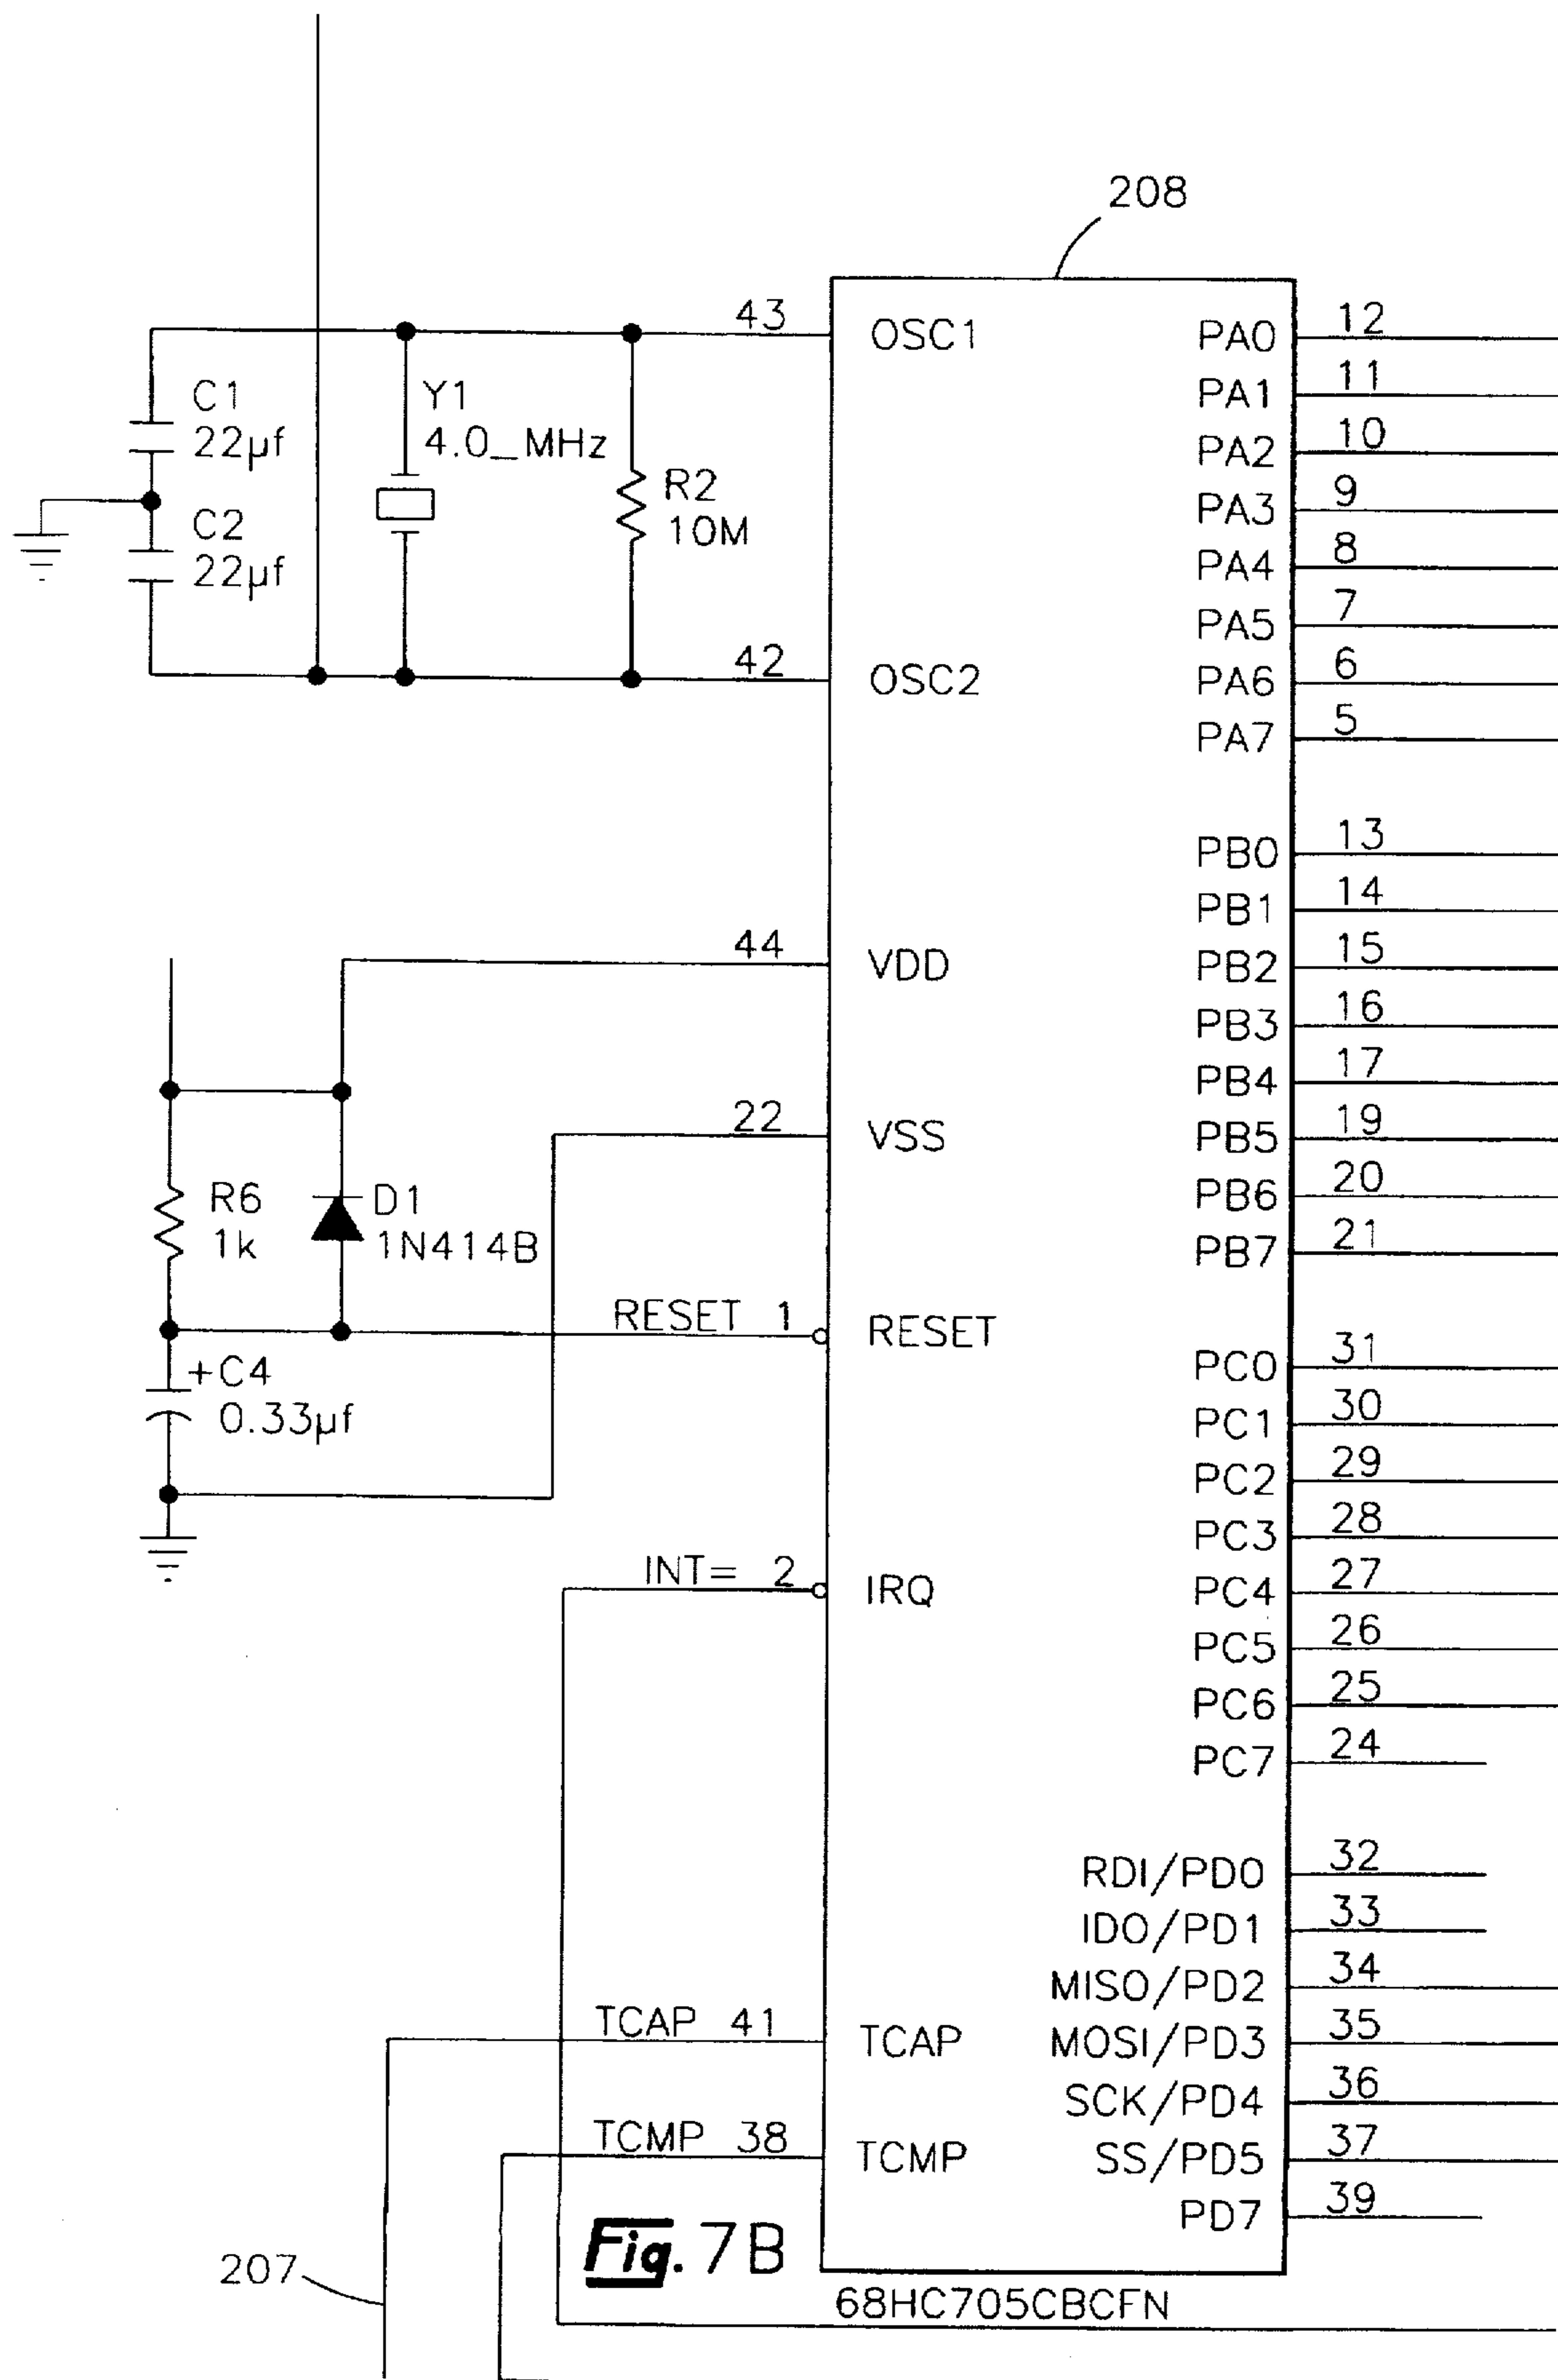 208
43
OSC1
PA0
12
C1
22µf
Y1
4.0_MHz
R2
10M
PA1
11
PA2
10
PA3
9
C2
22µf
PA4
8
PA5
7
42
OSC2
PA6
6
PA7
5
PB0
13
PB1
14
44
VDD
PB2
15
PB3
16
PB4
17
22
VSS
PB5
19
R6
1k
D1
1N414B
PB6
20
PB7
21
RESET 1
RESET
+C4
0.33µf
PC0
31
PC1
30
PC2
29
PC3
28
INT= 2
IRQ
PC4
27
PC5
26
PC6
25
PC7
24
RDI/PD0
32
IDO/PD1
33
MISO/PD2
34
TCAP 41
TCAP
MOSI/PD3
35
SCK/PD4
36
TCMP 38
TCMP
SS/PD5
37
PD7
39
207
Fig. 7B
68HC705CBCFN